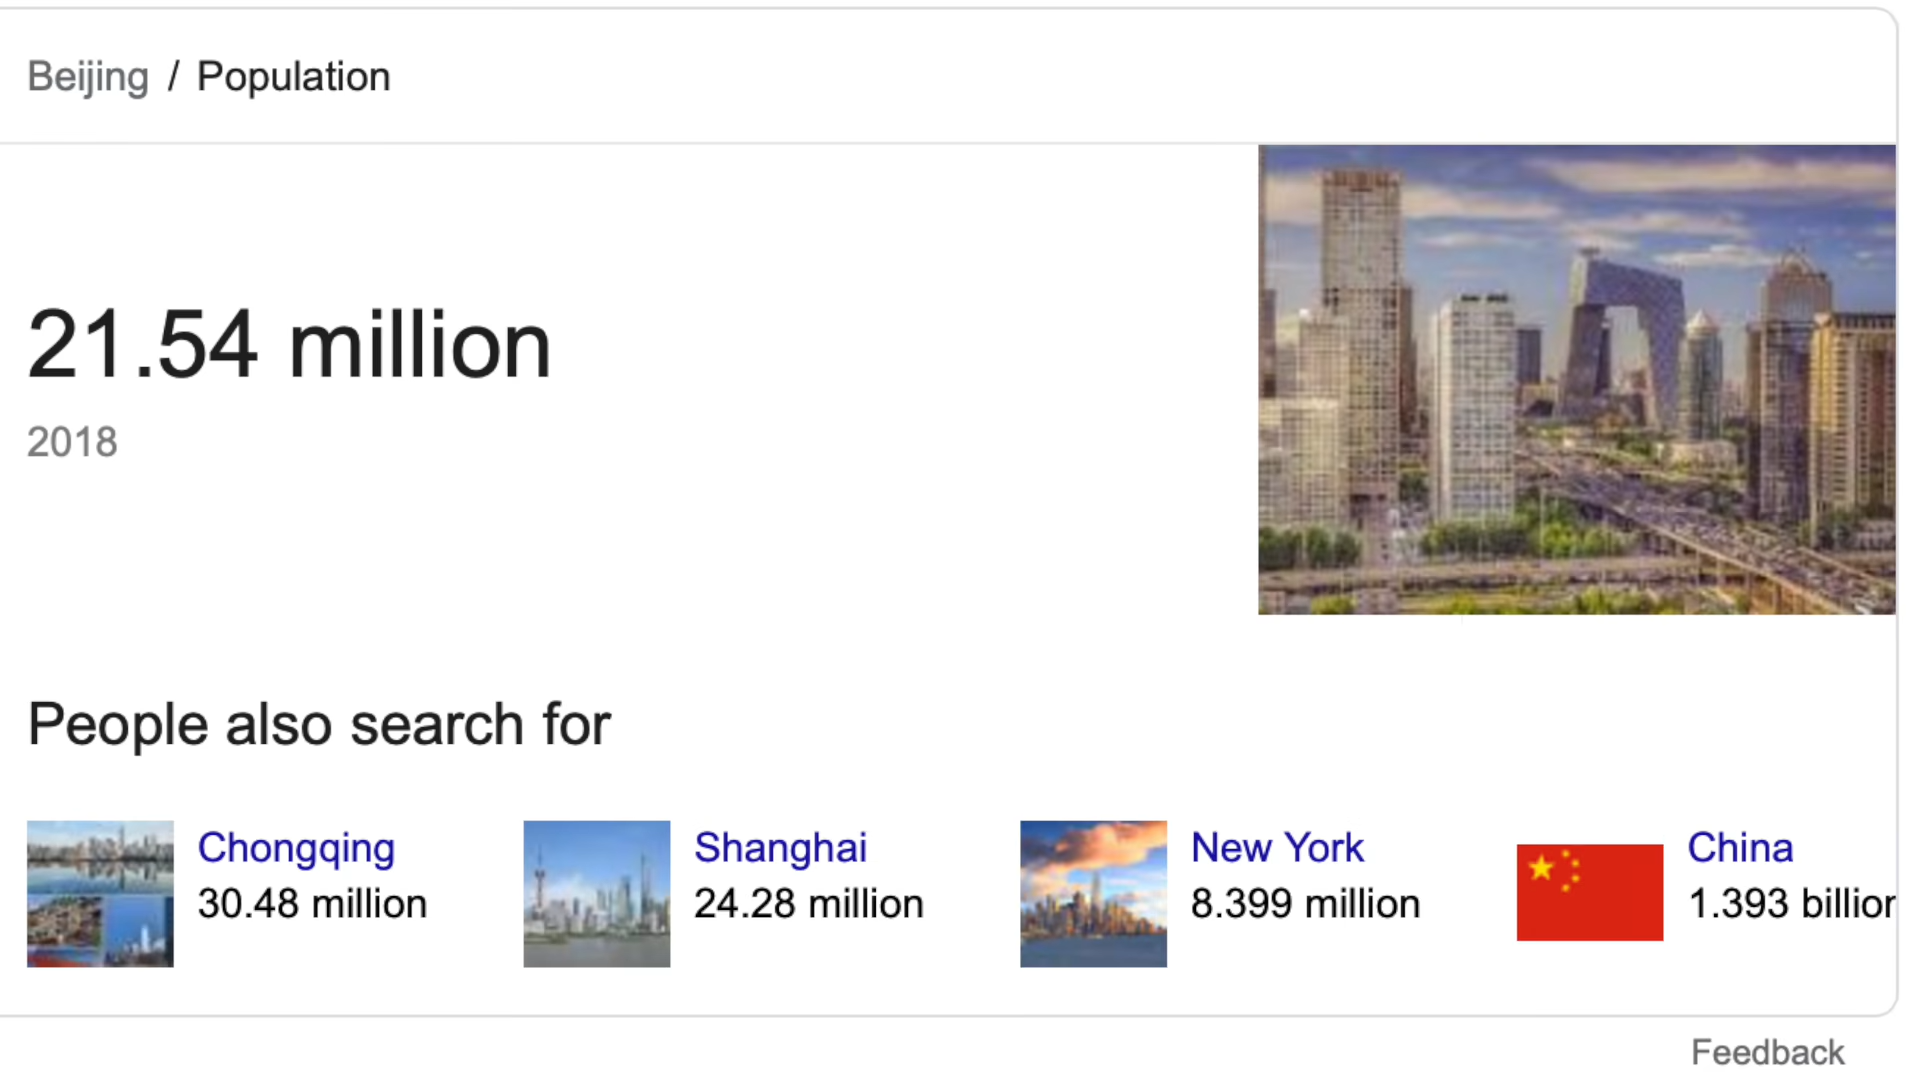 Beijing / Population
21.54 million
2018
People also search for
Chongqing
30.48 million
Shanghai
24.28 million
New York
8.399 million
China
1.393 billion
Feedback